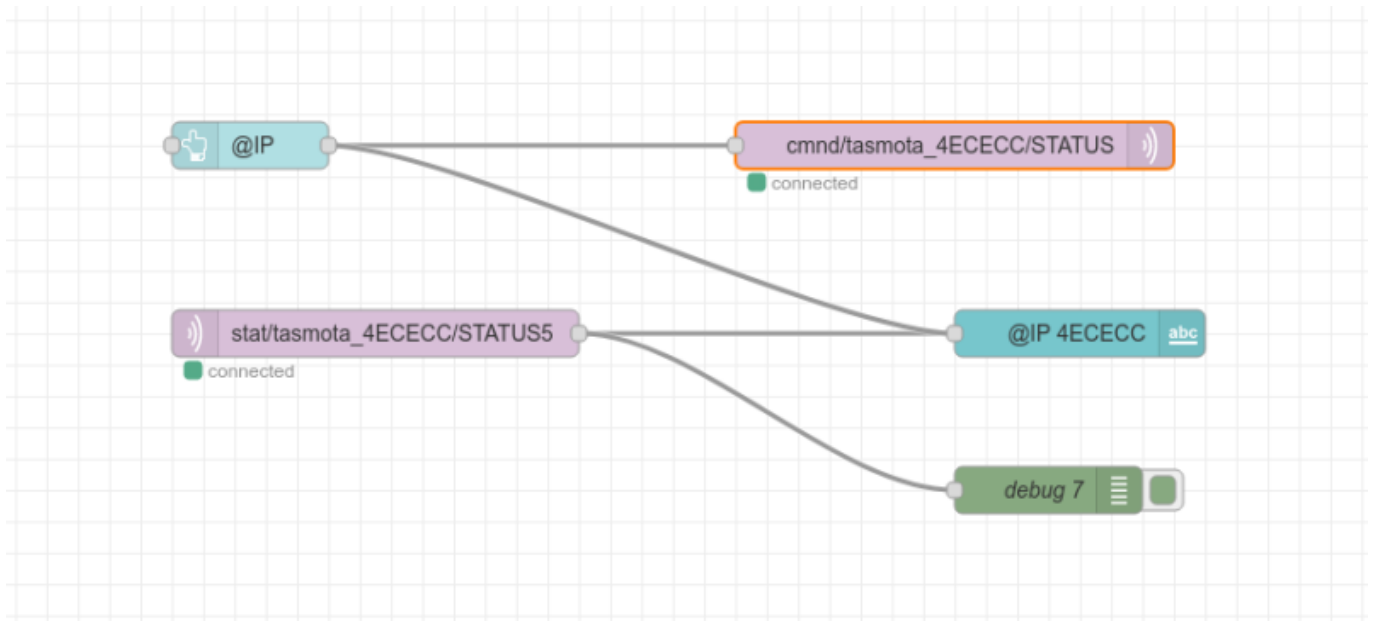 @IP
cmnd/tasmota_4ECECC/STATUS
connected
stat/tasmota_4ECECC/STATUS5
connected
@IP 4ECECC
abc
debug 7